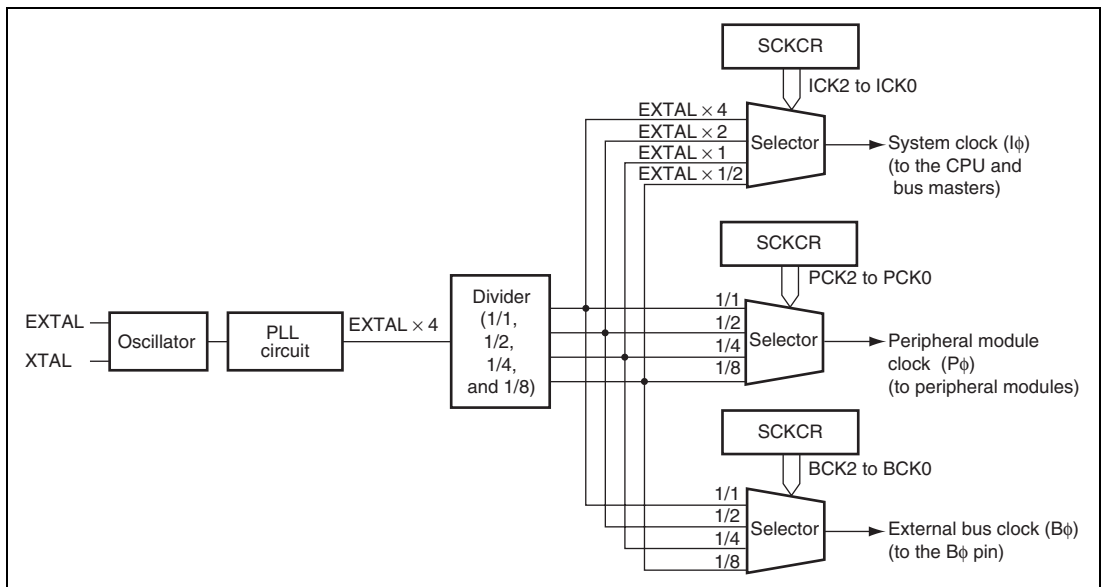 SCKCR
ICK2 to ICK0
EXTAL × 4
EXTAL × 2
EXTAL × 1
EXTAL × 1/2
Selector
System clock (Iϕ)
(to the CPU and
bus masters)
SCKCR
PCK2 to PCK0
EXTAL
XTAL
Oscillator
PLL
circuit
EXTAL × 4
Divider
(1/1,
1/2,
1/4,
and 1/8)
1/1
1/2
1/4
1/8
Selector
Peripheral module
clock (Pϕ)
(to peripheral modules)
SCKCR
BCK2 to BCK0
1/1
1/2
1/4
1/8
Selector
External bus clock (Bϕ)
(to the Bϕ pin)